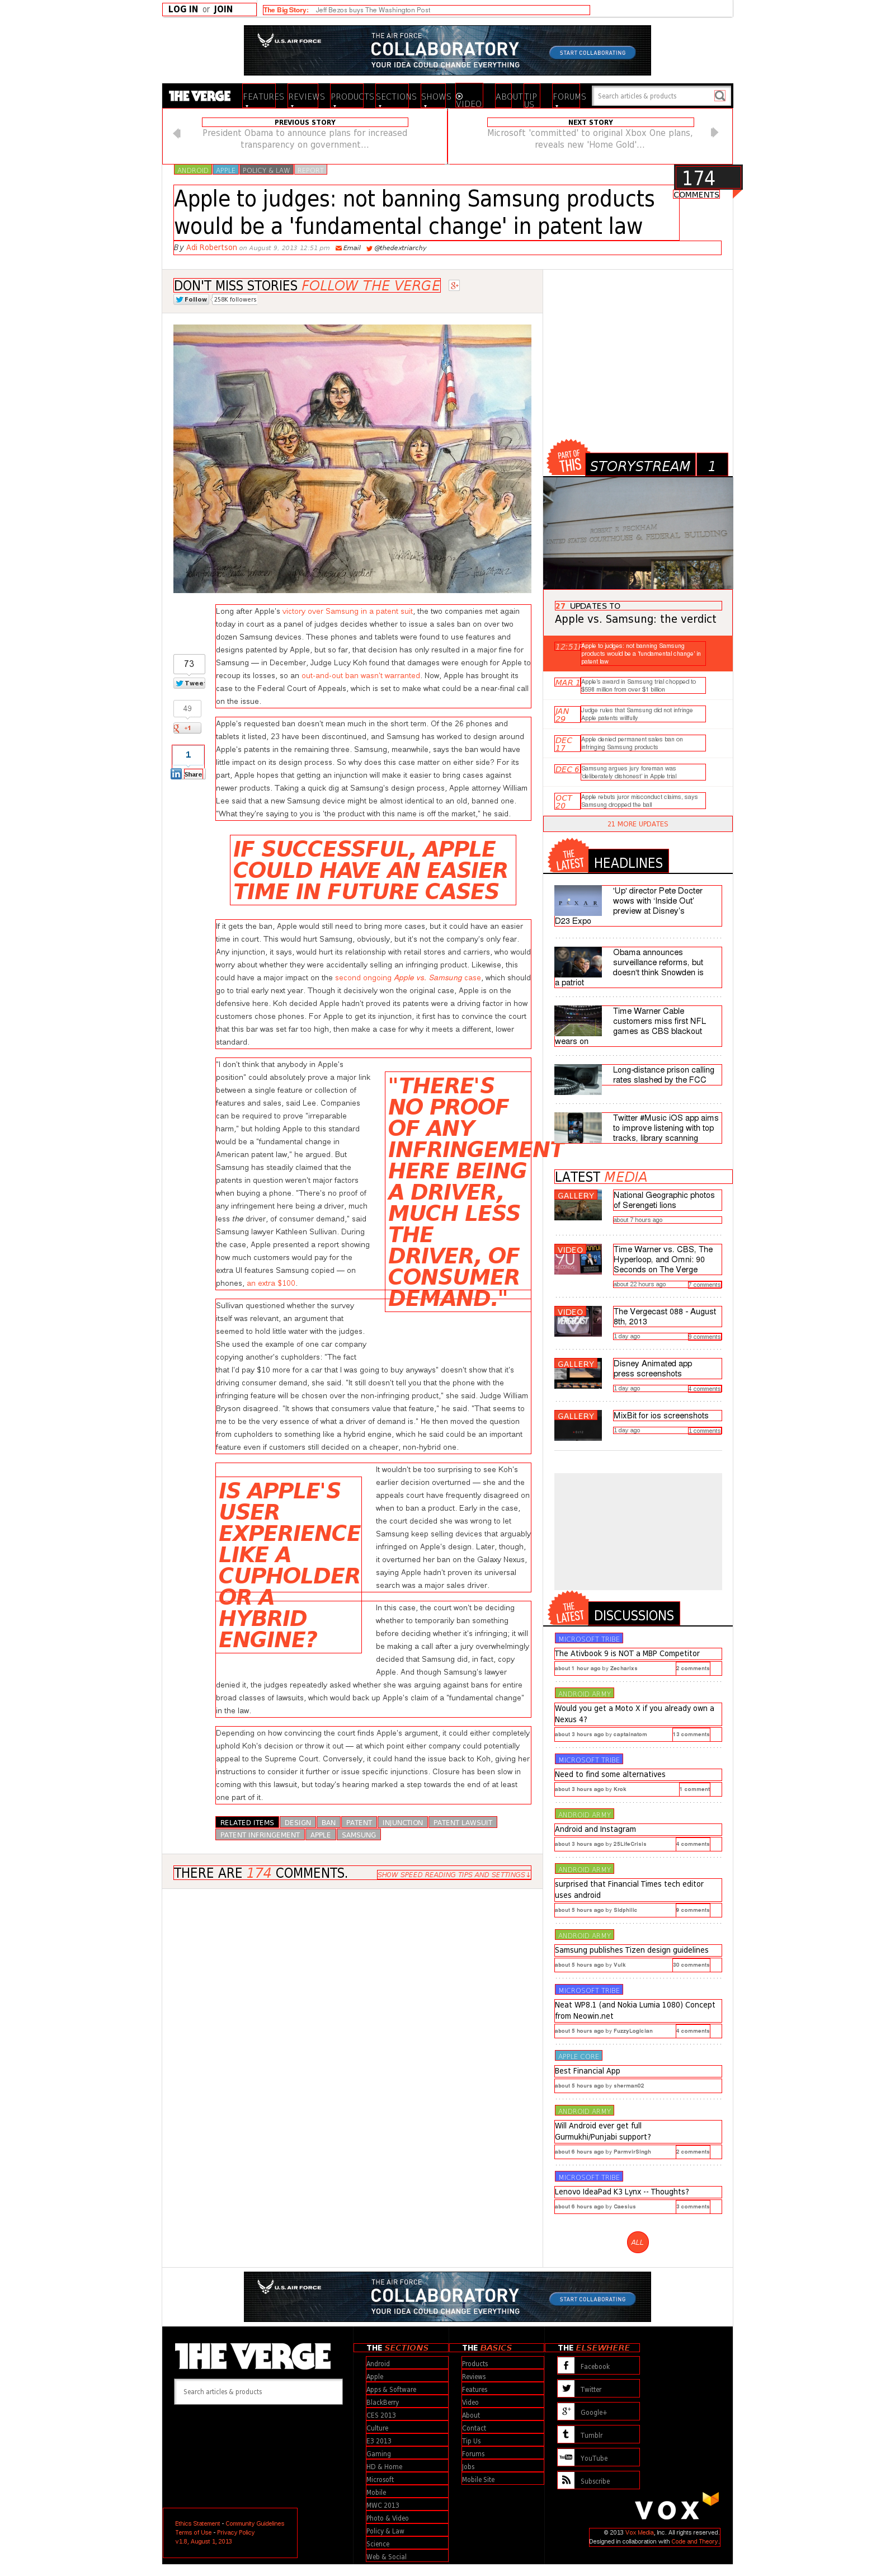 LOG IN or JOIN
The Big Story: Jeff Bezos buys The Washington Post
U.S. AIR FORCE
THE AIR FORCE
COLLABORATORY
YOUR IDEA COULD CHANGE EVERYTHING
START COLLABORATING
THE VERGE
FEATURES REVIEWS PRODUCTS SECTIONS SHOWS VIDEO ABOUT TIP US FORUMS
Search articles & products
PREVIOUS STORY
President Obama to announce plans for increased
transparency on government...
NEXT STORY
Microsoft 'committed' to original Xbox One plans,
reveals new 'Home Gold'...
ANDROID APPLE POLICY & LAW REPORT
174
COMMENTS
Apple to judges: not banning Samsung products
would be a 'fundamental change' in patent law
By Adi Robertson on August 9, 2013 12:51 pm Email @thedextriarchy
DON'T MISS STORIES FOLLOW THE VERGE
Follow 258K followers
73
Twee
49
+1
1
Share
Long after Apple's victory over Samsung in a patent suit, the two companies met again
today in court as a panel of judges decides whether to issue a sales ban on over two
dozen Samsung devices. These phones and tablets were found to use features and
designs patented by Apple, but so far, that decision has only resulted in a major fine for
Samsung — in December, Judge Lucy Koh found that damages were enough for Apple to
recoup its losses, so an out-and-out ban wasn't warranted. Now, Apple has brought its
case to the Federal Court of Appeals, which is set to make what could be a near-final call
on the issue.
Apple's requested ban doesn't mean much in the short term. Of the 26 phones and
tablets it listed, 23 have been discontinued, and Samsung has worked to design around
Apple's patents in the remaining three. Samsung, meanwhile, says the ban would have
little effect on its business prospects. So why does this case matter on either side? For its
part, Apple hopes that getting an injunction will make it easier to bring cases against
newer products. Taking a quick dig at Samsung's design process, Apple attorney William
Lee said that a new Samsung device might be almost identical to an old, banned one.
"What they're saying to you is 'the product with this name is off the market,'" he said.
IF SUCCESSFUL, APPLE
COULD HAVE AN EASIER
TIME IN FUTURE CASES
If it gets the ban, Apple would still need to bring more cases, but it could have an easier
time in court. This would hurt Samsung, obviously, but it's not the company's only fear.
Any injunction, it says, would hurt its relationship with retail stores and carriers, who would
worry about whether they were accidentally selling an infringing product. Likewise, this
could have a major impact on the second ongoing Apple vs. Samsung case, which should
go to trial early next year. Though it decisively won the original case, Apple is on the
defensive here. Koh decided Apple hadn't proved its patents were a driving factor in how
customers chose phones. For Apple to get its injunction, it first has to convince the court
that this bar was set far too high, then make a case for why it meets a different, lower
standard.
"I don't think that anybody in Apple's
position" could absolutely prove a major link
between a single feature or collection of
features and sales, said Lee. Companies
can be required to prove "irreparable
harm," but holding Apple to this standard
would be a "fundamental change in
American patent law," he argued. But
Samsung has steadily claimed that the
patents in question weren't major factors
when buying a phone. "There's no proof of
any infringement here being a driver, much
less the driver, of consumer demand," said
Samsung lawyer Kathleen Sullivan. During
the case, Apple presented a report showing
how much customers would pay for the
extra UI features Samsung copied — on
phones, an extra $100.
"THERE'S
NO PROOF
OF ANY
INFRINGEMENT
HERE BEING
A DRIVER,
MUCH LESS
THE
DRIVER, OF
CONSUMER
DEMAND."
Sullivan questioned whether the survey
itself was relevant, an argument that
seemed to hold little water with the judges.
She used the example of one car company
copying another's cupholders: "The fact
that I'd pay $10 more for a car that I was going to buy anyways" doesn't show that it's
driving consumer demand, she said. "It still doesn't tell you that the phone with the
infringing feature will be chosen over the non-infringing product," she said. Judge William
Bryson disagreed. "It shows that consumers value that feature," he said. "That seems to
me to be the very essence of what a driver of demand is." He then moved the question
from cupholders to something like a hybrid engine, which he said could be an important
feature even if customers still decided on a cheaper, non-hybrid one.
IS APPLE'S
USER
EXPERIENCE
LIKE A
CUPHOLDER
OR A
HYBRID
ENGINE?
It wouldn't be too surprising to see Koh's
earlier decision overturned — she and the
appeals court have frequently disagreed on
when to ban a product. Early in the case,
the court decided she was wrong to let
Samsung keep selling devices that arguably
infringed on Apple's design. Later, though,
it overturned her ban on the Galaxy Nexus,
saying Apple hadn't proven its universal
search was a major sales driver.
In this case, the court won't be deciding
whether to temporarily ban something
before deciding whether it's infringing; it will
be making a call after a jury overwhelmingly
decided that Samsung did, in fact, copy
Apple. And though Samsung's lawyer
denied it, the judges repeatedly asked whether she was arguing against bans for entire
broad classes of lawsuits, which would back up Apple's claim of a "fundamental change"
in the law.
Depending on how convincing the court finds Apple's argument, it could either completely
uphold Koh's decision or throw it out — at which point either company could potentially
appeal to the Supreme Court. Conversely, it could hand the issue back to Koh, giving her
instructions to consider it further or issue specific injunctions. Closure has been slow in
coming with this lawsuit, but today's hearing marked a step towards the end of at least
one part of it.
RELATED ITEMS DESIGN BAN PATENT INJUNCTION PATENT LAWSUIT
PATENT INFRINGEMENT APPLE SAMSUNG
THERE ARE 174 COMMENTS.
SHOW SPEED READING TIPS AND SETTINGS ↓
PART OF THIS
STORYSTREAM 1
27 UPDATES TO
Apple vs. Samsung: the verdict
12:51 Apple to judges: not banning Samsung
products would be a 'fundamental change' in
patent law
MAR 1 Apple's award in Samsung trial chopped to
$598 million from over $1 billion
JAN 29 Judge rules that Samsung did not infringe
Apple patents willfully
DEC 17 Apple denied permanent sales ban on
infringing Samsung products
DEC 6 Samsung argues jury foreman was
'deliberately dishonest' in Apple trial
OCT 20 Apple rebuts juror misconduct claims, says
Samsung dropped the ball
21 MORE UPDATES
THE LATEST
HEADLINES
'Up' director Pete Docter
wows with 'Inside Out'
preview at Disney's
D23 Expo
Obama announces
surveillance reforms, but
doesn't think Snowden is
a patriot
Time Warner Cable
customers miss first NFL
games as CBS blackout
wears on
Long-distance prison calling
rates slashed by the FCC
Twitter #Music iOS app aims
to improve listening with top
tracks, library scanning
LATEST MEDIA
GALLERY
National Geographic photos
of Serengeti lions
about 7 hours ago
VIDEO
Time Warner vs. CBS, The
Hyperloop, and Omni: 90
Seconds on The Verge
about 22 hours ago 7 comments
VIDEO
The Vergecast 088 - August
8th, 2013
1 day ago 9 comments
GALLERY
Disney Animated app
press screenshots
1 day ago 4 comments
GALLERY
MixBit for ios screenshots
1 day ago 1 comments
THE LATEST
DISCUSSIONS
MICROSOFT TRIBE
The Ativbook 9 is NOT a MBP Competitor
about 1 hour ago by Zecharixs 2 comments
ANDROID ARMY
Would you get a Moto X if you already own a
Nexus 4?
about 3 hours ago by captainstom 13 comments
MICROSOFT TRIBE
Need to find some alternatives
about 3 hours ago by Krok 1 comment
ANDROID ARMY
Android and Instagram
about 3 hours ago by 25LifeCrisis 4 comments
ANDROID ARMY
surprised that Financial Times tech editor
uses android
about 5 hours ago by Sidphilic 6 comments
ANDROID ARMY
Samsung publishes Tizen design guidelines
about 5 hours ago by Vulk 30 comments
MICROSOFT TRIBE
Neat WP8.1 (and Nokia Lumia 1080) Concept
from Neowin.net
about 5 hours ago by FuzzyLogician 4 comments
APPLE CORE
Best Financial App
about 5 hours ago by sherman02
ANDROID ARMY
Will Android ever get full
Gurmukhi/Punjabi support?
about 6 hours ago by ParmvirSingh 2 comments
MICROSOFT TRIBE
Lenovo IdeaPad K3 Lynx -- Thoughts?
about 6 hours ago by Caexius 3 comments
ALL
U.S. AIR FORCE
THE AIR FORCE
COLLABORATORY
YOUR IDEA COULD CHANGE EVERYTHING
START COLLABORATING
THE VERGE
Search articles & products
THE SECTIONS
Android
Apple
Apps & Software
BlackBerry
CES 2013
Culture
E3 2013
Gaming
HD & Home
Microsoft
Mobile
MWC 2013
Photo & Video
Policy & Law
Science
Web & Social
THE BASICS
Products
Reviews
Features
Video
About
Contact
Tip Us
Forums
Jobs
Mobile Site
THE ELSEWHERE
Facebook
Twitter
Google+
Tumblr
YouTube
Subscribe
Ethics Statement - Community Guidelines
Terms of Use - Privacy Policy
v1.8, August 1, 2013
VOX
© 2013 Vox Media, Inc. All rights reserved.
Designed in collaboration with Code and Theory.